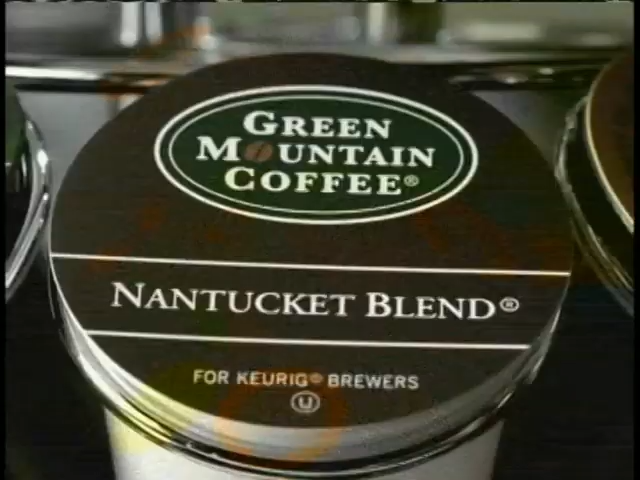 GREEN
MOUNTAIN
COFFEE®
NANTUCKET BLEND®
FOR KEURIG® BREWERS
U